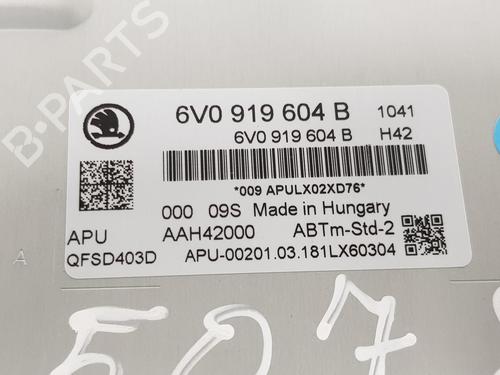 B-PARTS
6V0 919 604 B 1041
6V0 919 604 B H42
*009 APULX02XD76*
000 09S Made in Hungary
APU AAH42000 ABTm-Std-2
QFSD403D APU-00201.03.181LX60304
A
507